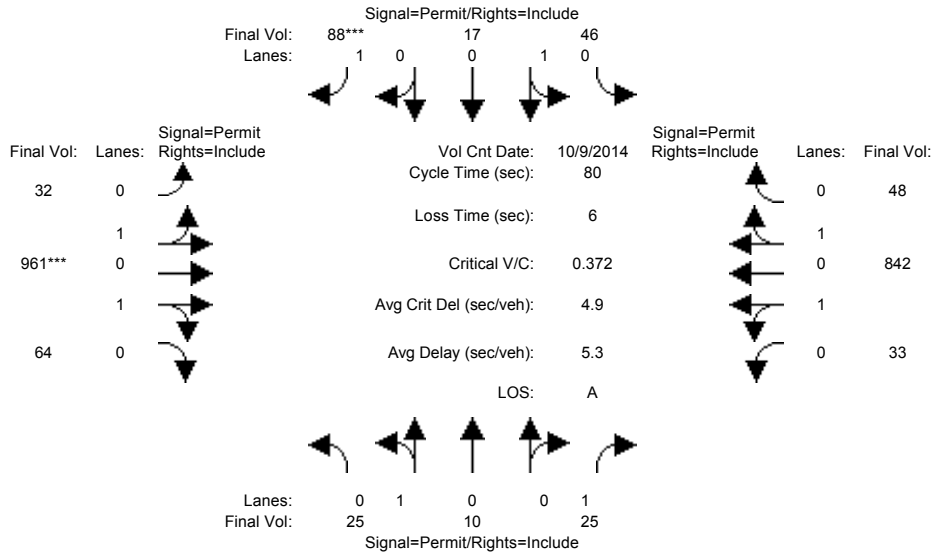 Signal=Permit/Rights=Include
Final Vol: 88*** 17 46
Lanes: 1 0 0 1 0
Signal=Permit Signal=Permit
Final Vol: Lanes: Rights=Include Vol Cnt Date: 10/9/2014 Rights=Include Lanes: Final Vol:
Cycle Time (sec): 80
32 0 0 48
Loss Time (sec): 6
1 1
961*** 0 Critical V/C: 0.372 0 842
1 Avg Crit Del (sec/veh): 4.9 1
64 0 Avg Delay (sec/veh): 5.3 0 33
LOS: A
Lanes: 0 1 0 0 1
Final Vol: 25 10 25
Signal=Permit/Rights=Include